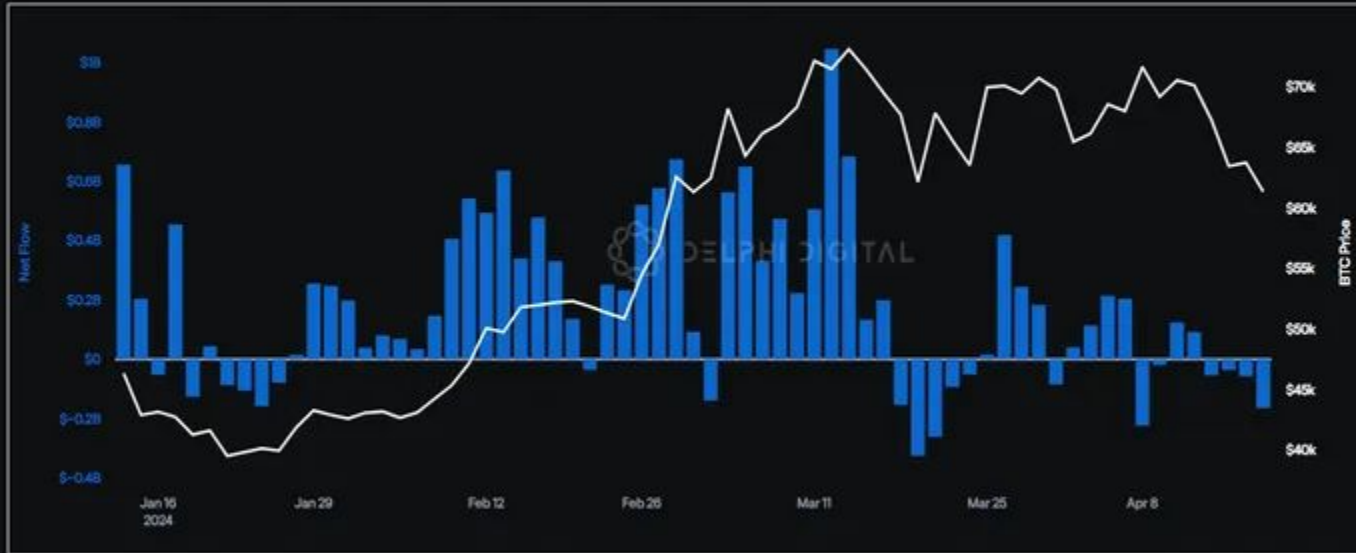 $1B
$0.8B
$0.6B
$0.4B
$0.2B
$0
$-0.2B
$-0.4B
Net Flow
DELPHI DIGITAL
$70k
$65k
$60k
$55k
$50k
$45k
$40k
BTC Price
Jan 16
2024
Jan 29
Feb 12
Feb 26
Mar 11
Mar 25
Apr 8